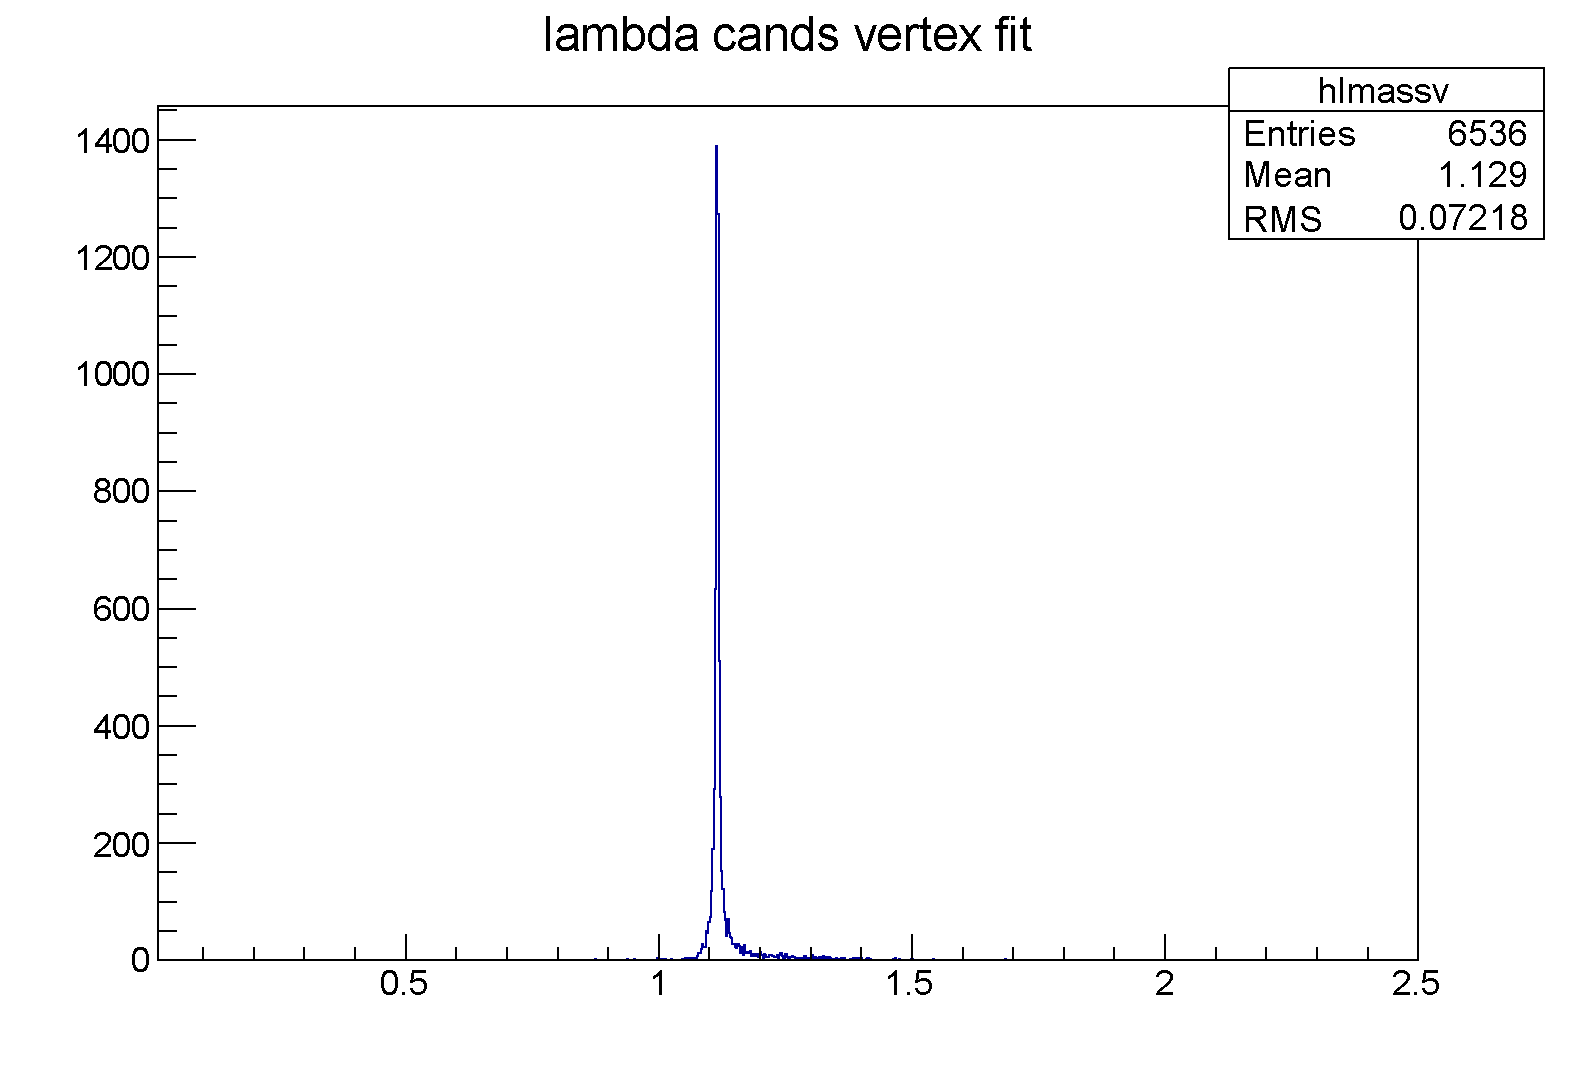 lambda cands vertex fit
hlmassv
Entries 6536
Mean 1.129
RMS 0.07218
1400
1200
1000
800
600
400
200
0
0.5 1 1.5 2 2.5